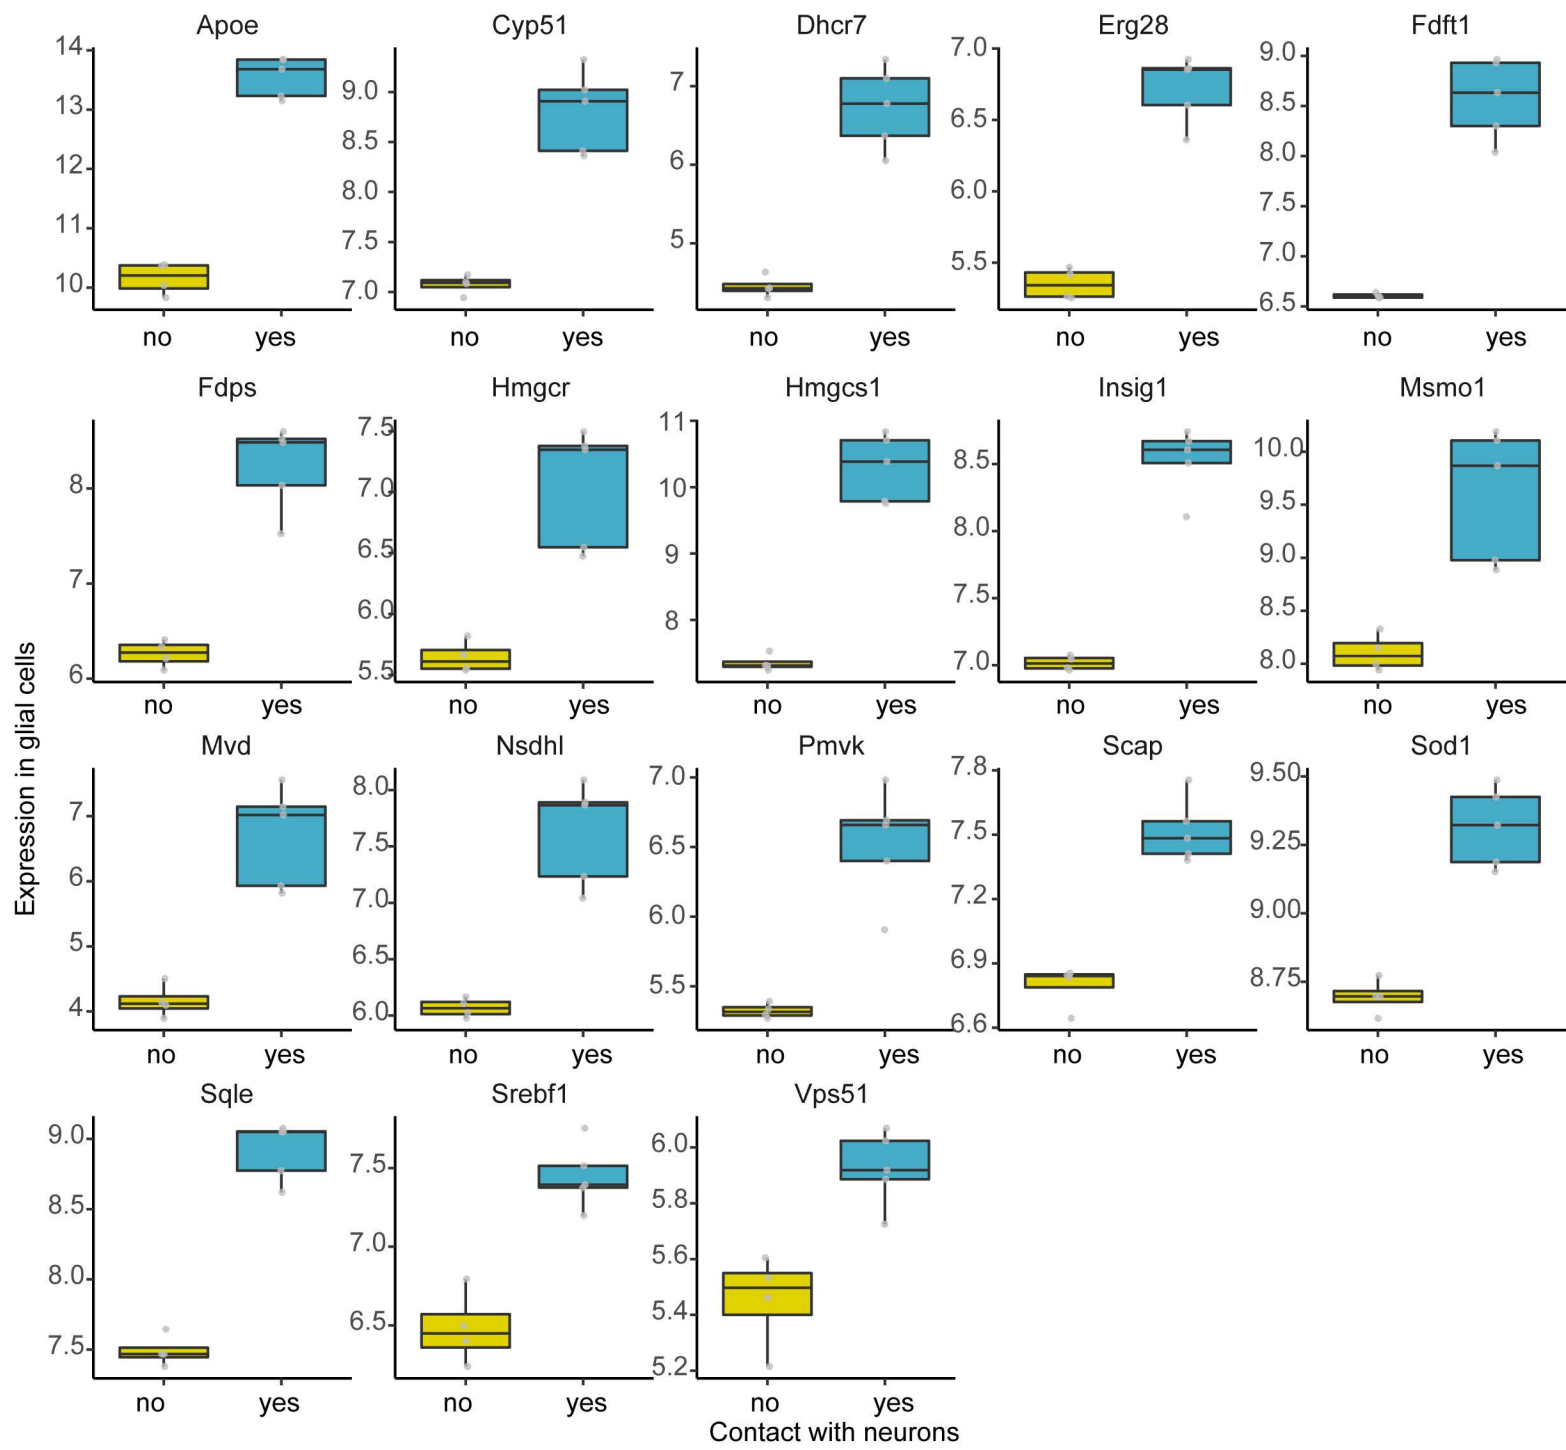 Apoe Cyp51 Dhcr7 Erg28 Fdft1
14 13 12 11 10
9.0 8.5 8.0 7.5 7.0
7 6 5
7.0 6.5 6.0 5.5
9.0 8.5 8.0 7.5 7.0 6.5
no yes no yes no yes no yes no yes
Fdps Hmgcr Hmgcs1 Insig1 Msmo1
8 7 6
7.5 7.0 6.5 6.0 5.5
11 10 9 8
8.5 8.0 7.5 7.0
10.0 9.5 9.0 8.5 8.0
no yes no yes no yes no yes no yes
Expression in glial cells
Mvd Nsdhl Pmvk Scap Sod1
7 6 5 4
8.0 7.5 7.0 6.5 6.0
7.0 6.5 6.0 5.5
7.8 7.5 7.2 6.9 6.6
9.50 9.25 9.00 8.75
no yes no yes no yes no yes no yes
Sqle Srebf1 Vps51
9.0 8.5 8.0 7.5
7.5 7.0 6.5
6.0 5.8 5.6 5.4 5.2
no yes no yes no yes
Contact with neurons